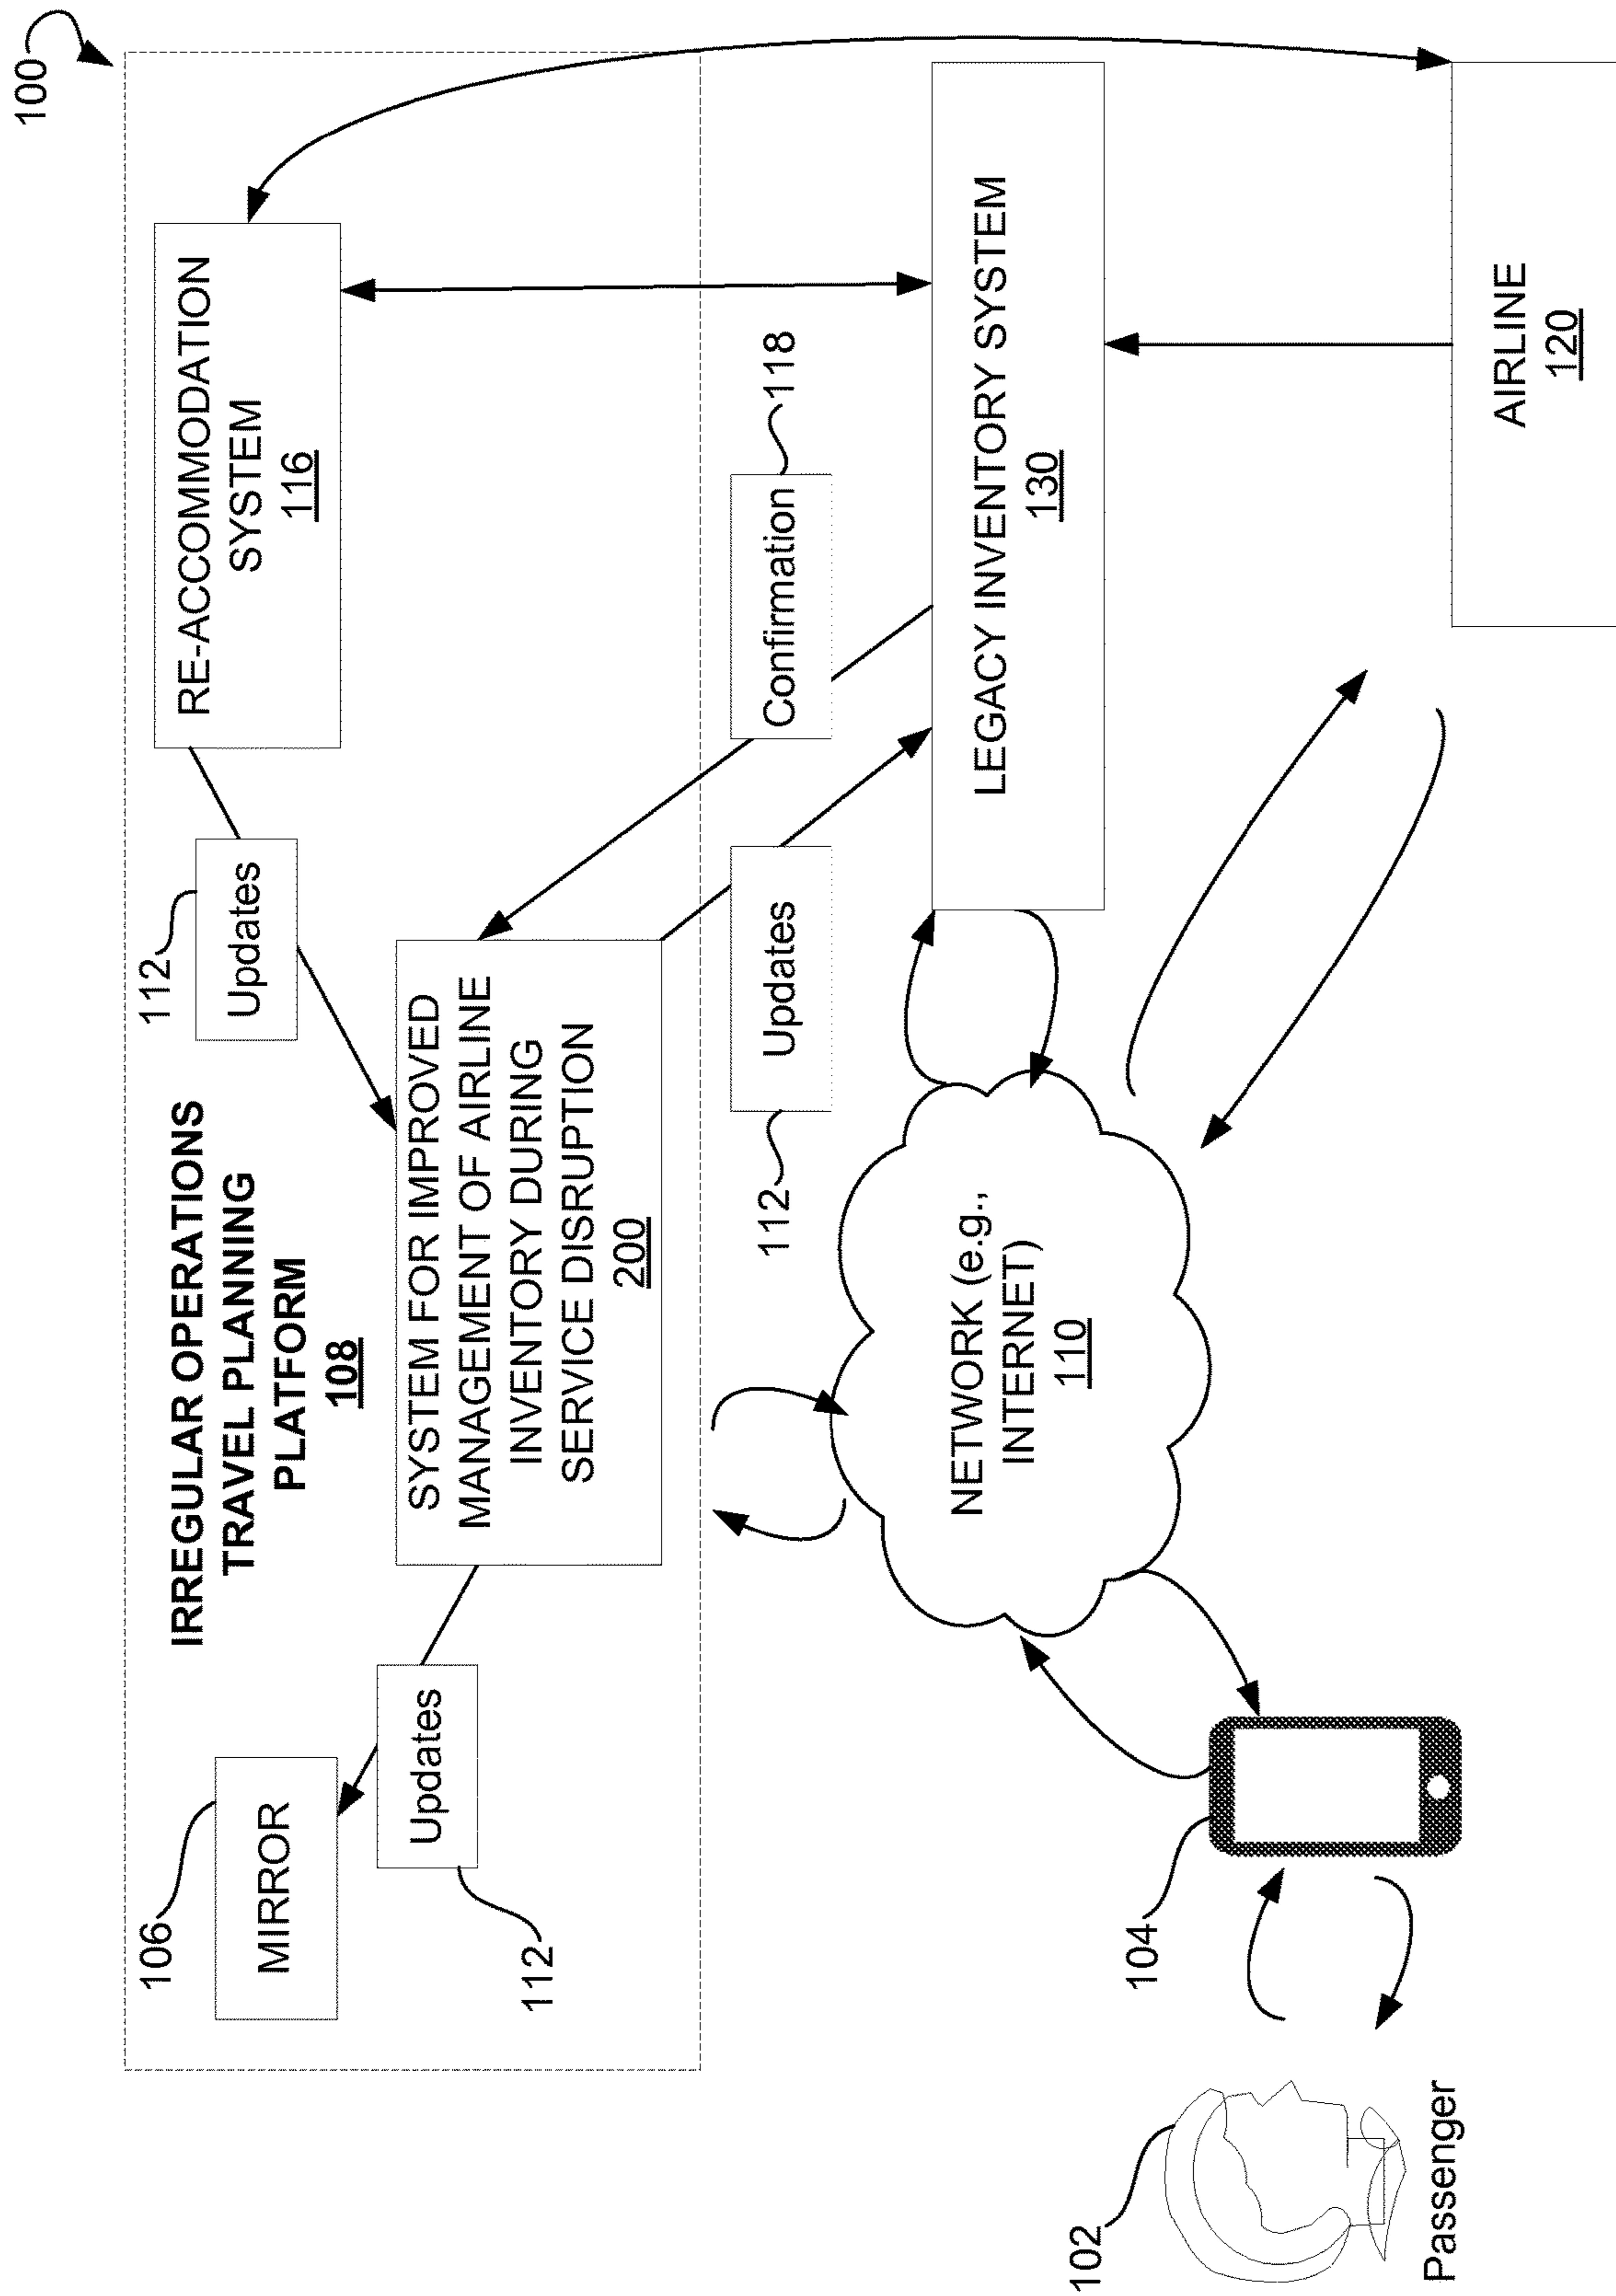 100
IRREGULAR OPERATIONS
TRAVEL PLANNING
PLATFORM
108
106
MIRROR
112
Updates
RE-ACCOMMODATION
SYSTEM
116
Updates
112
SYSTEM FOR IMPROVED
MANAGEMENT OF AIRLINE
INVENTORY DURING
SERVICE DISRUPTION
200
112
Updates
Confirmation
118
NETWORK (e.g.,
INTERNET)
110
LEGACY INVENTORY SYSTEM
130
102
Passenger
104
AIRLINE
120